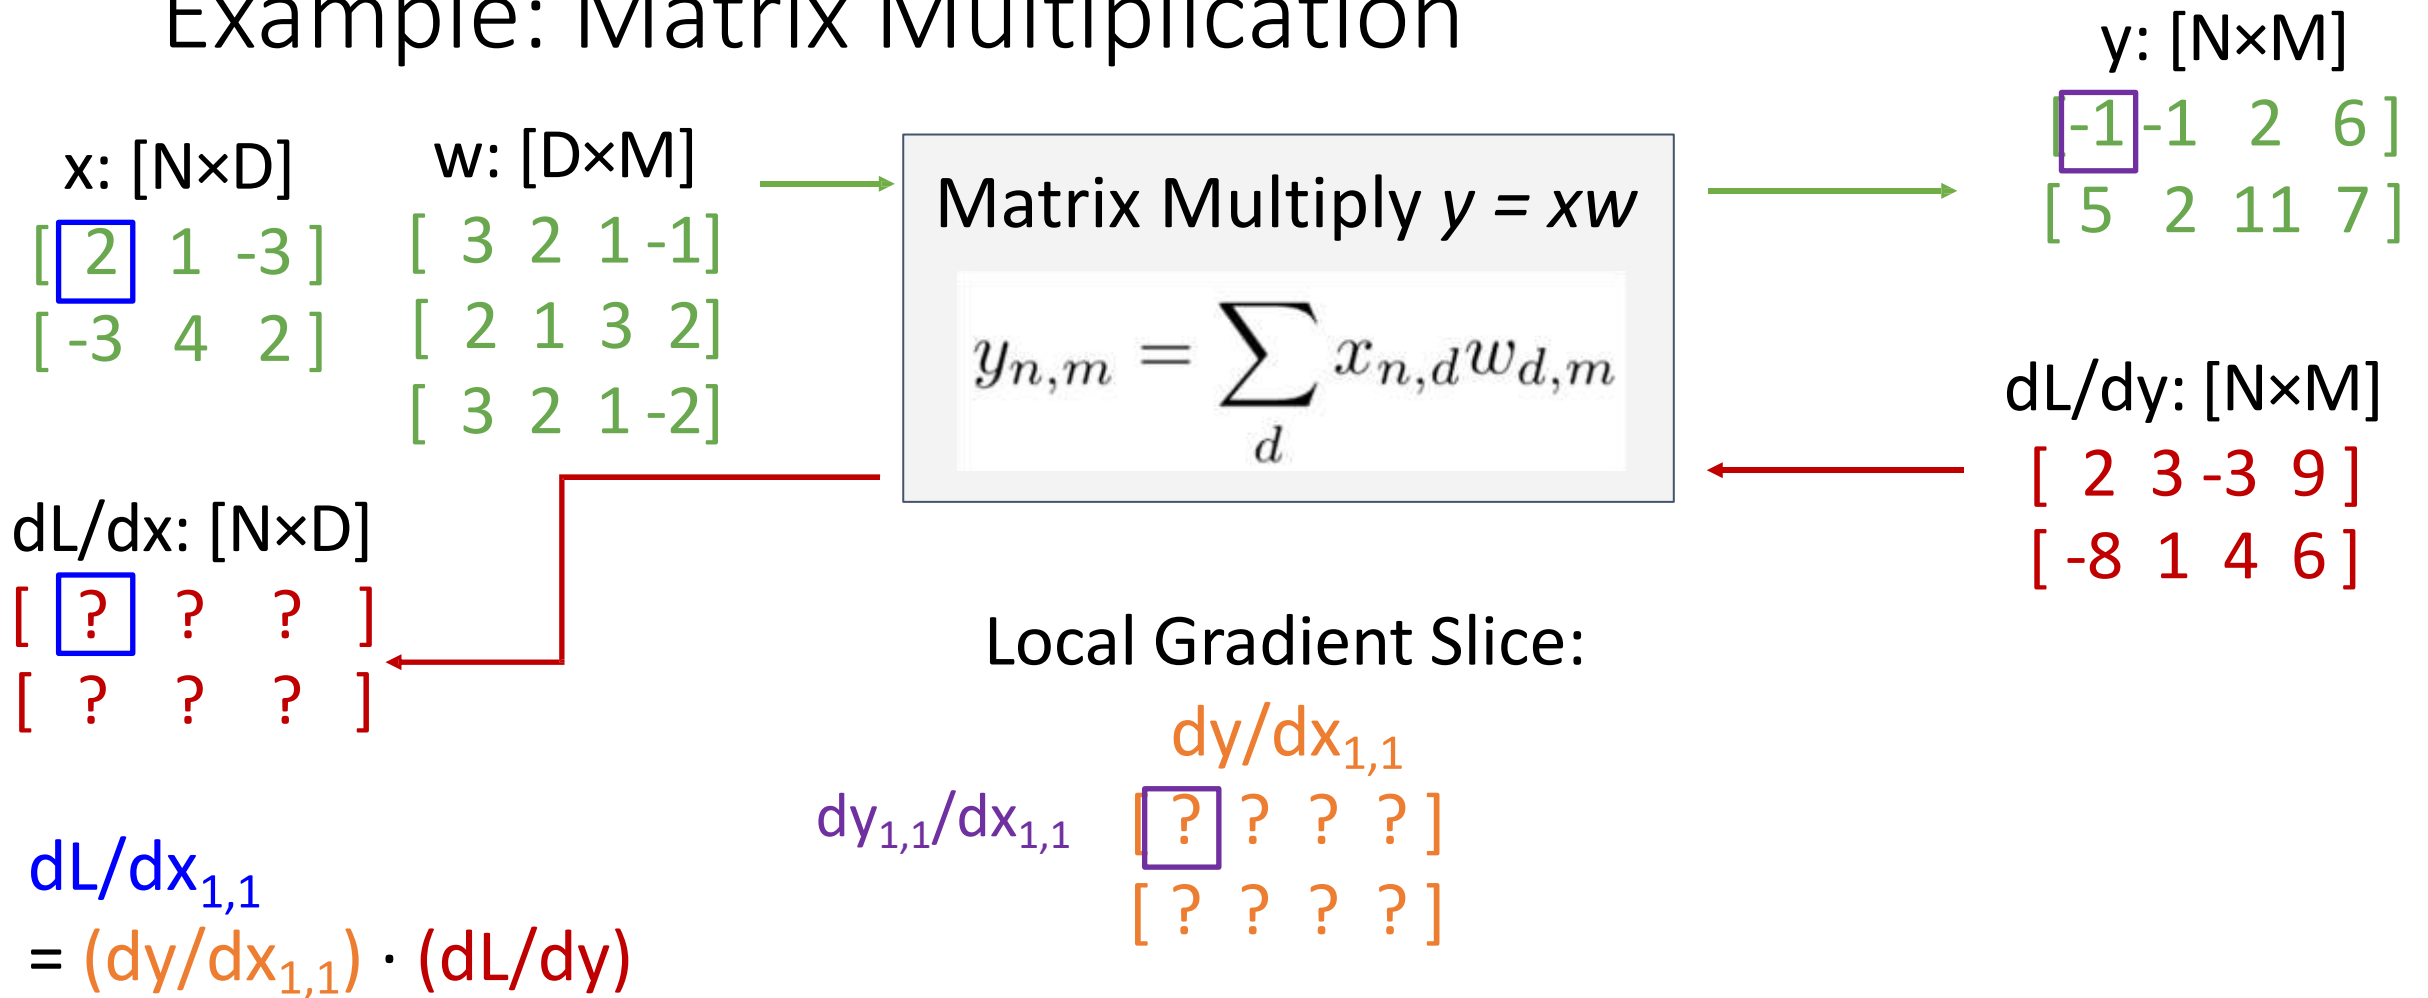 Example: Matrix Multiplication
x: [N×D]
[ 2 1 -3 ]
[ -3 4 2 ]
w: [D×M]
[ 3 2 1 -1]
[ 2 1 3 2]
[ 3 2 1 -2]
Matrix Multiply y = xw
y_{n,m} = \sum_{d} x_{n,d} w_{d,m}
y: [N×M]
[ -1 -1 2 6 ]
[ 5 2 11 7 ]
dL/dy: [N×M]
[ 2 3 -3 9 ]
[ -8 1 4 6 ]
dL/dx: [N×D]
[ ? ? ? ]
[ ? ? ? ]
Local Gradient Slice:
dy/dx_{1,1}
dy_{1,1}/dx_{1,1}
[ ? ? ? ? ]
[ ? ? ? ? ]
dL/dx_{1,1}
= (dy/dx_{1,1}) · (dL/dy)